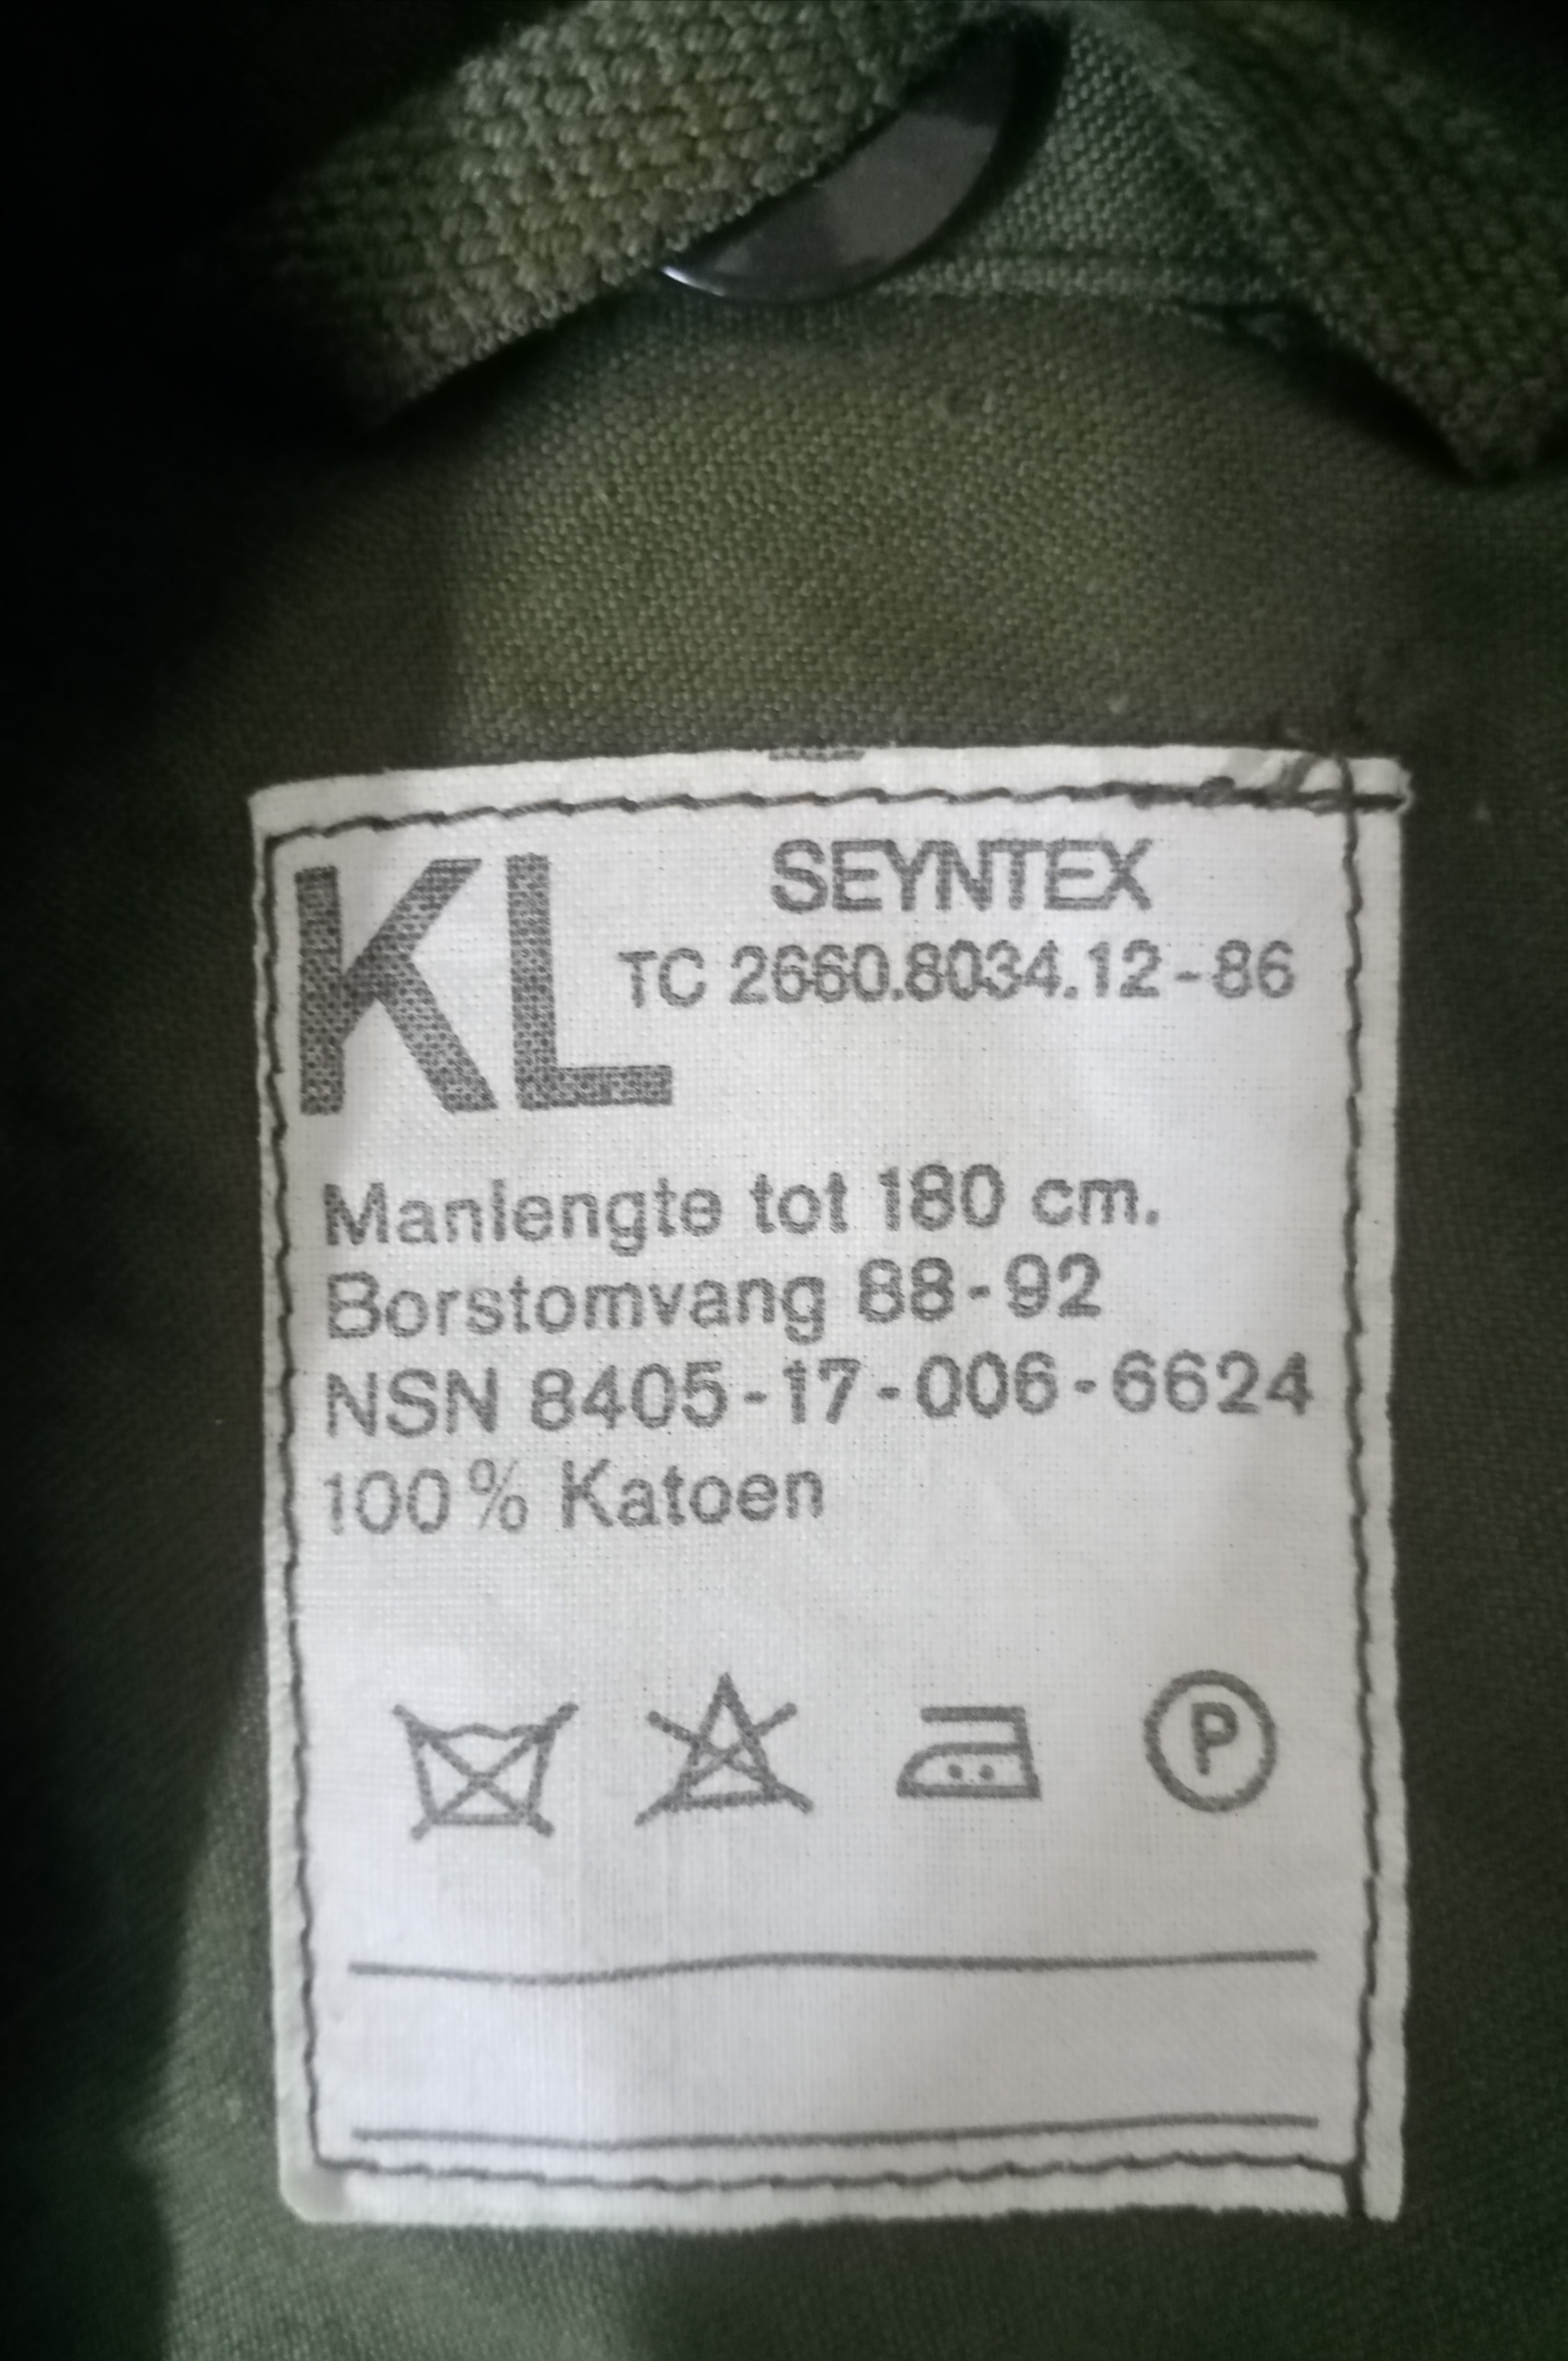 KL
SEYNTEX
TC 2660.8034.12-86
Manlengte tot 180 cm.
Borstomvang 88-92
NSN 8405-17-006-6624
100% Katoen
P